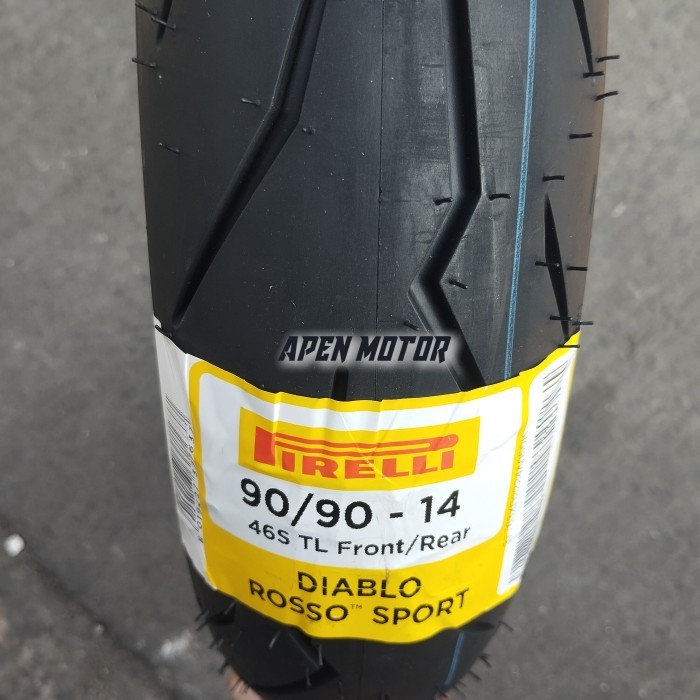 APEN MOTOR
PIRELLI
90/90 - 14
46S TL Front/Rear
DIABLO
ROSSO™ SPORT